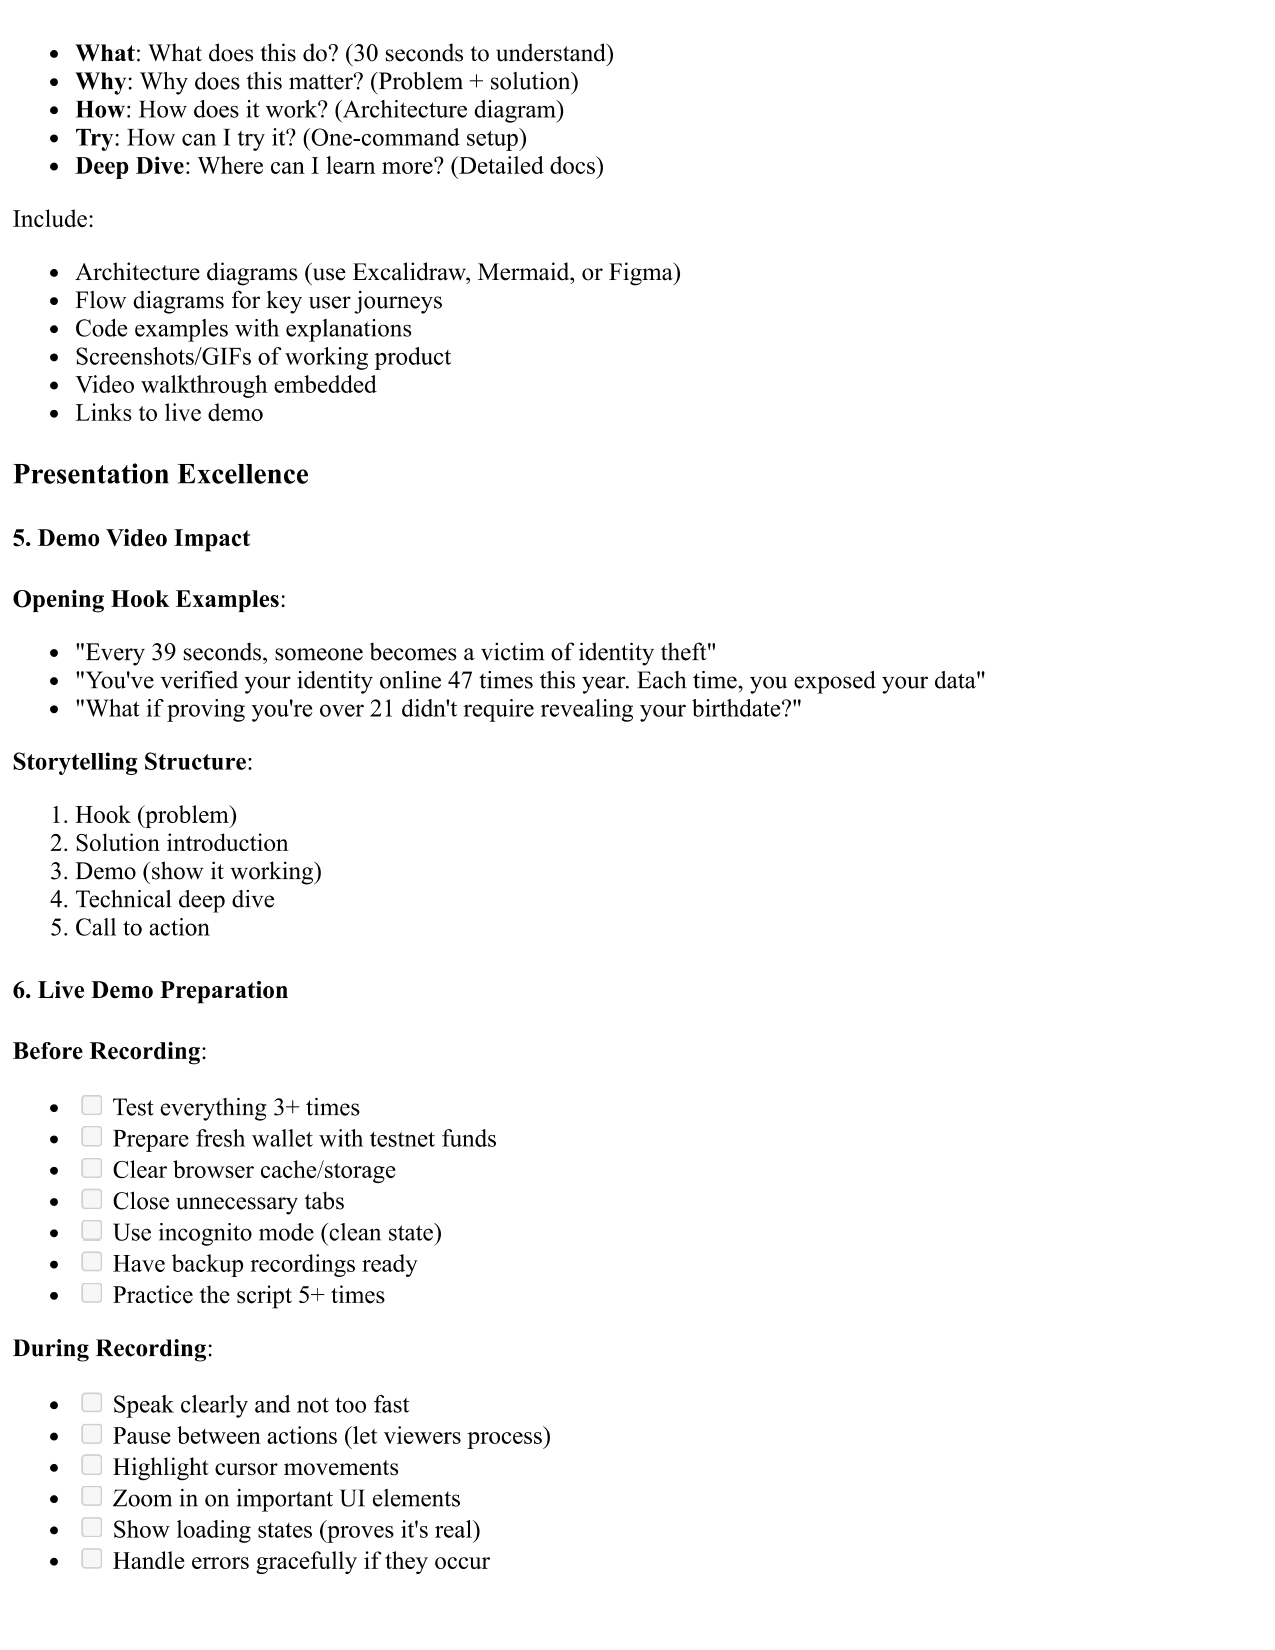 • What: What does this do? (30 seconds to understand)
• Why: Why does this matter? (Problem + solution)
• How: How does it work? (Architecture diagram)
• Try: How can I try it? (One-command setup)
• Deep Dive: Where can I learn more? (Detailed docs)
Include:
• Architecture diagrams (use Excalidraw, Mermaid, or Figma)
• Flow diagrams for key user journeys
• Code examples with explanations
• Screenshots/GIFs of working product
• Video walkthrough embedded
• Links to live demo
Presentation Excellence
5. Demo Video Impact
Opening Hook Examples:
• "Every 39 seconds, someone becomes a victim of identity theft"
• "You've verified your identity online 47 times this year. Each time, you exposed your data"
• "What if proving you're over 21 didn't require revealing your birthdate?"
Storytelling Structure:
1. Hook (problem)
2. Solution introduction
3. Demo (show it working)
4. Technical deep dive
5. Call to action
6. Live Demo Preparation
Before Recording:
• Test everything 3+ times
• Prepare fresh wallet with testnet funds
• Clear browser cache/storage
• Close unnecessary tabs
• Use incognito mode (clean state)
• Have backup recordings ready
• Practice the script 5+ times
During Recording:
• Speak clearly and not too fast
• Pause between actions (let viewers process)
• Highlight cursor movements
• Zoom in on important UI elements
• Show loading states (proves it's real)
• Handle errors gracefully if they occur